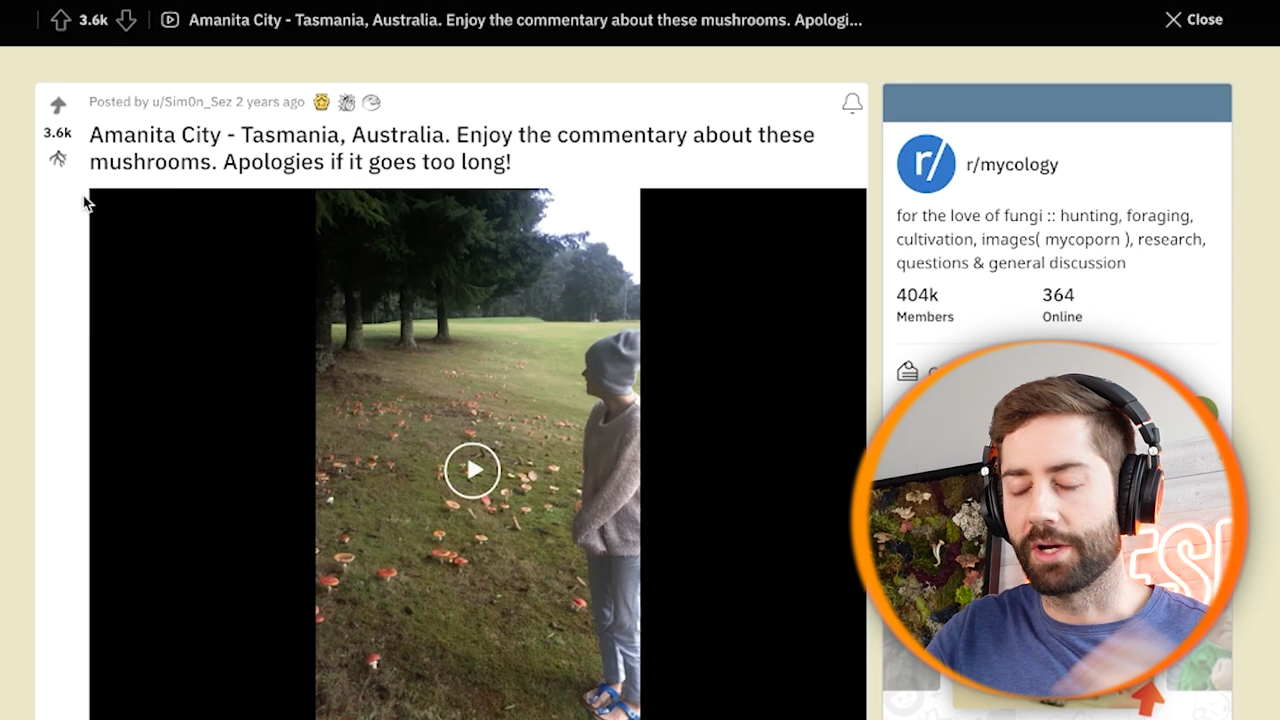 3.6k
Amanita City - Tasmania, Australia. Enjoy the commentary about these mushrooms. Apologi...
Close
Posted by u/Sim0n_Sez 2 years ago
3.6k
Amanita City - Tasmania, Australia. Enjoy the commentary about these
mushrooms. Apologies if it goes too long!
r/
r/mycology
for the love of fungi :: hunting, foraging,
cultivation, images( mycoporn ), research,
questions & general discussion
404k
364
Members
Online